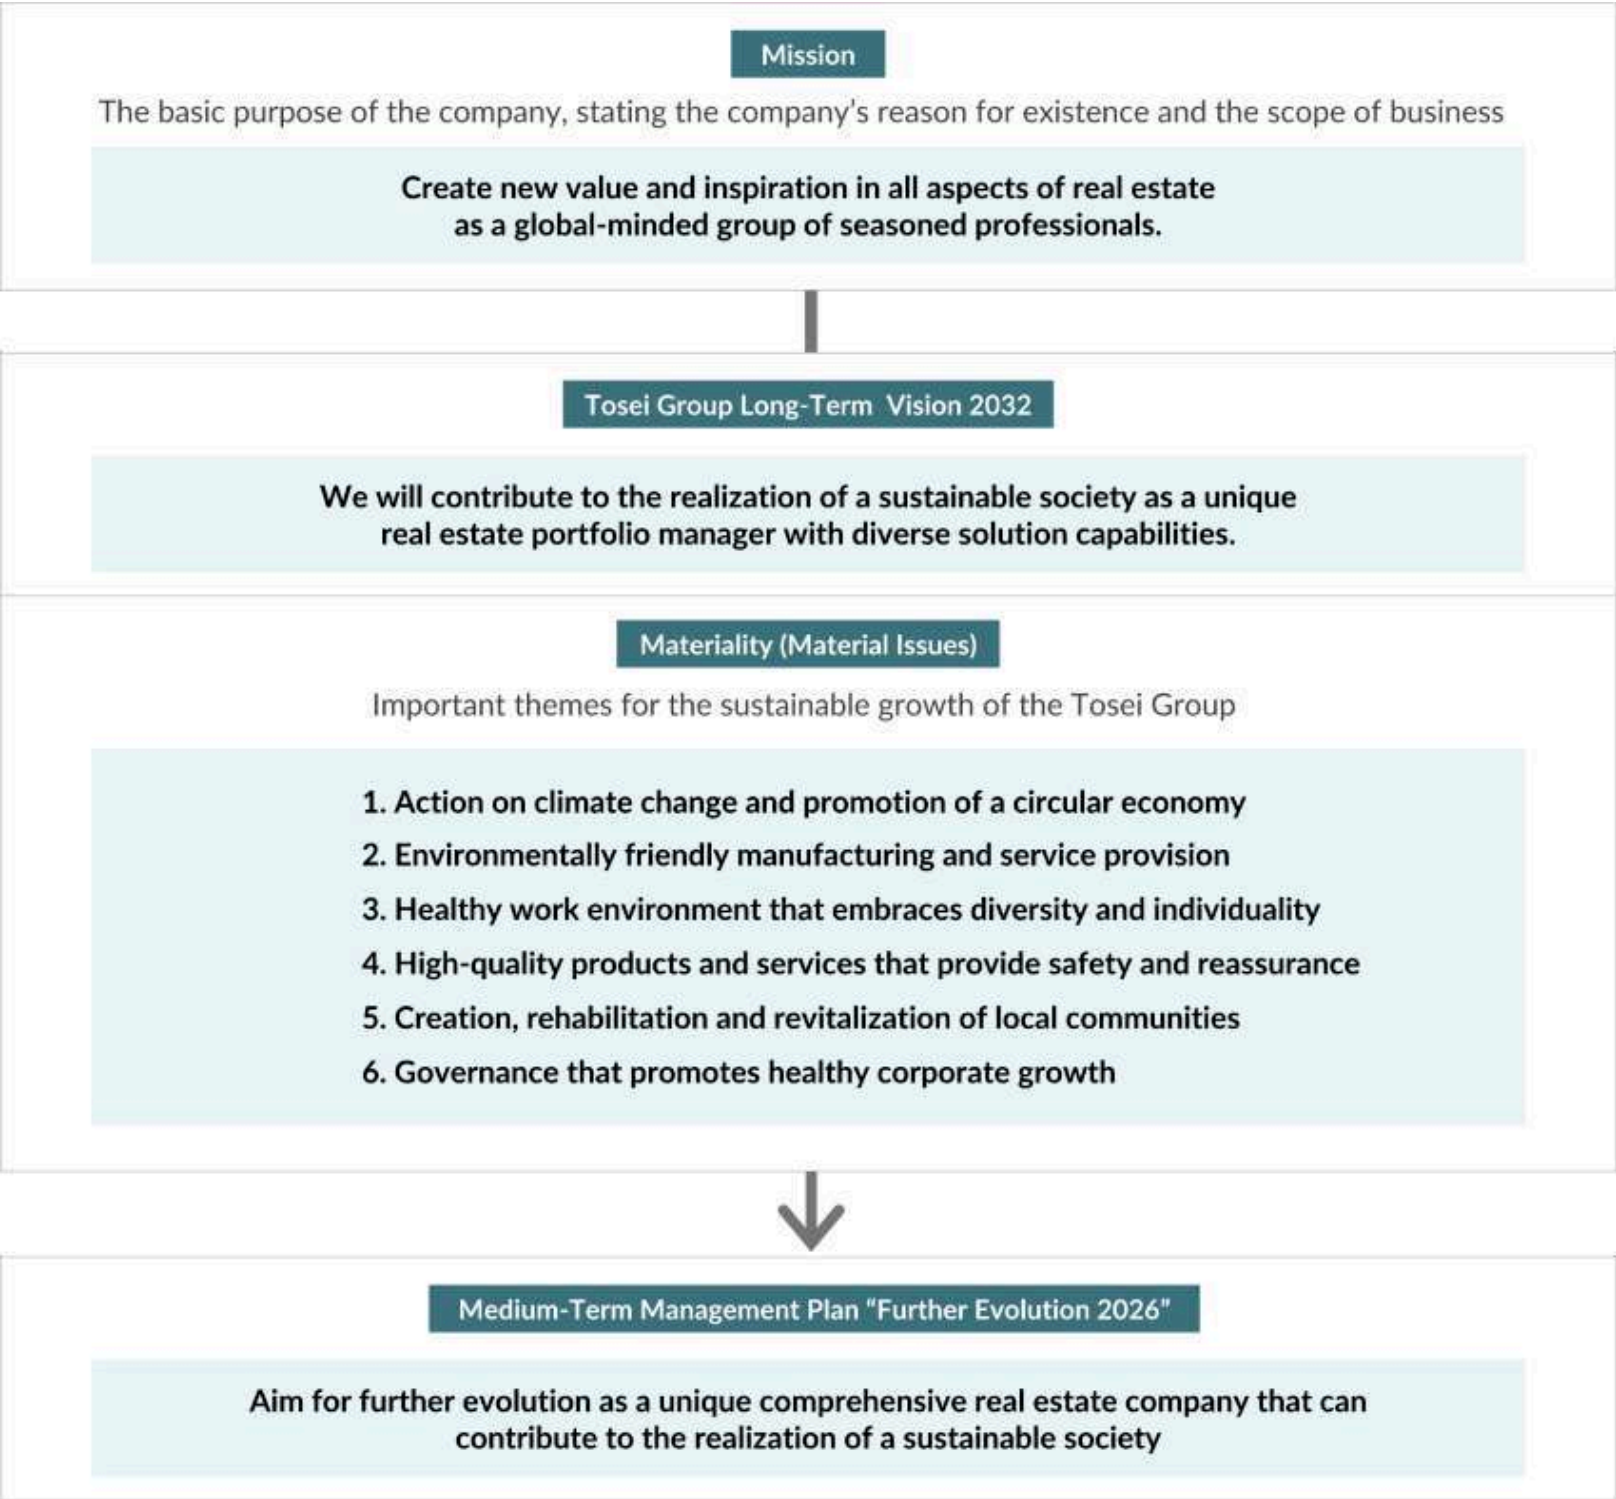 Mission
The basic purpose of the company, stating the company's reason for existence and the scope of business
Create new value and inspiration in all aspects of real estate
as a global-minded group of seasoned professionals.
Tosei Group Long-Term Vision 2032
We will contribute to the realization of a sustainable society as a unique
real estate portfolio manager with diverse solution capabilities.
Materiality (Material Issues)
Important themes for the sustainable growth of the Tosei Group
1. Action on climate change and promotion of a circular economy
2. Environmentally friendly manufacturing and service provision
3. Healthy work environment that embraces diversity and individuality
4. High-quality products and services that provide safety and reassurance
5. Creation, rehabilitation and revitalization of local communities
6. Governance that promotes healthy corporate growth
Medium-Term Management Plan “Further Evolution 2026”
Aim for further evolution as a unique comprehensive real estate company that can
contribute to the realization of a sustainable society